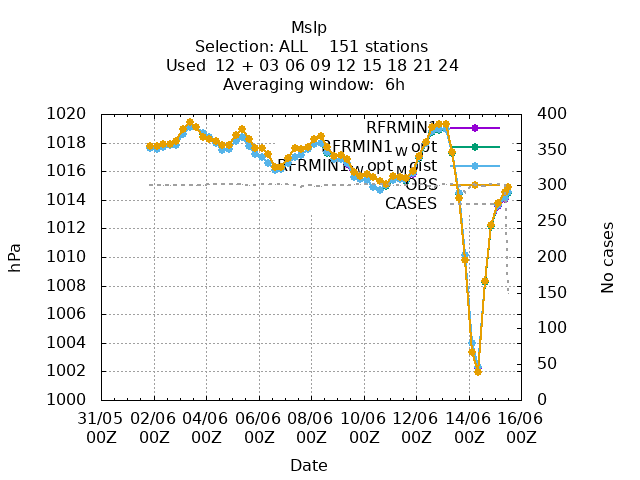 Mslp
Selection: ALL 151 stations
Used 12 + 03 06 09 12 15 18 21 24
Averaging window: 6h
1020
1018
1016
1014
1012
1010
1008
1006
1004
1002
1000
hPa
400
350
300
250
200
150
100
50
0
No cases
RFRMIN1
OBS
CASES
31/05 02/06 04/06 06/06 08/06 10/06 12/06 14/06 16/06
00Z 00Z 00Z 00Z 00Z 00Z 00Z 00Z 00Z
Date